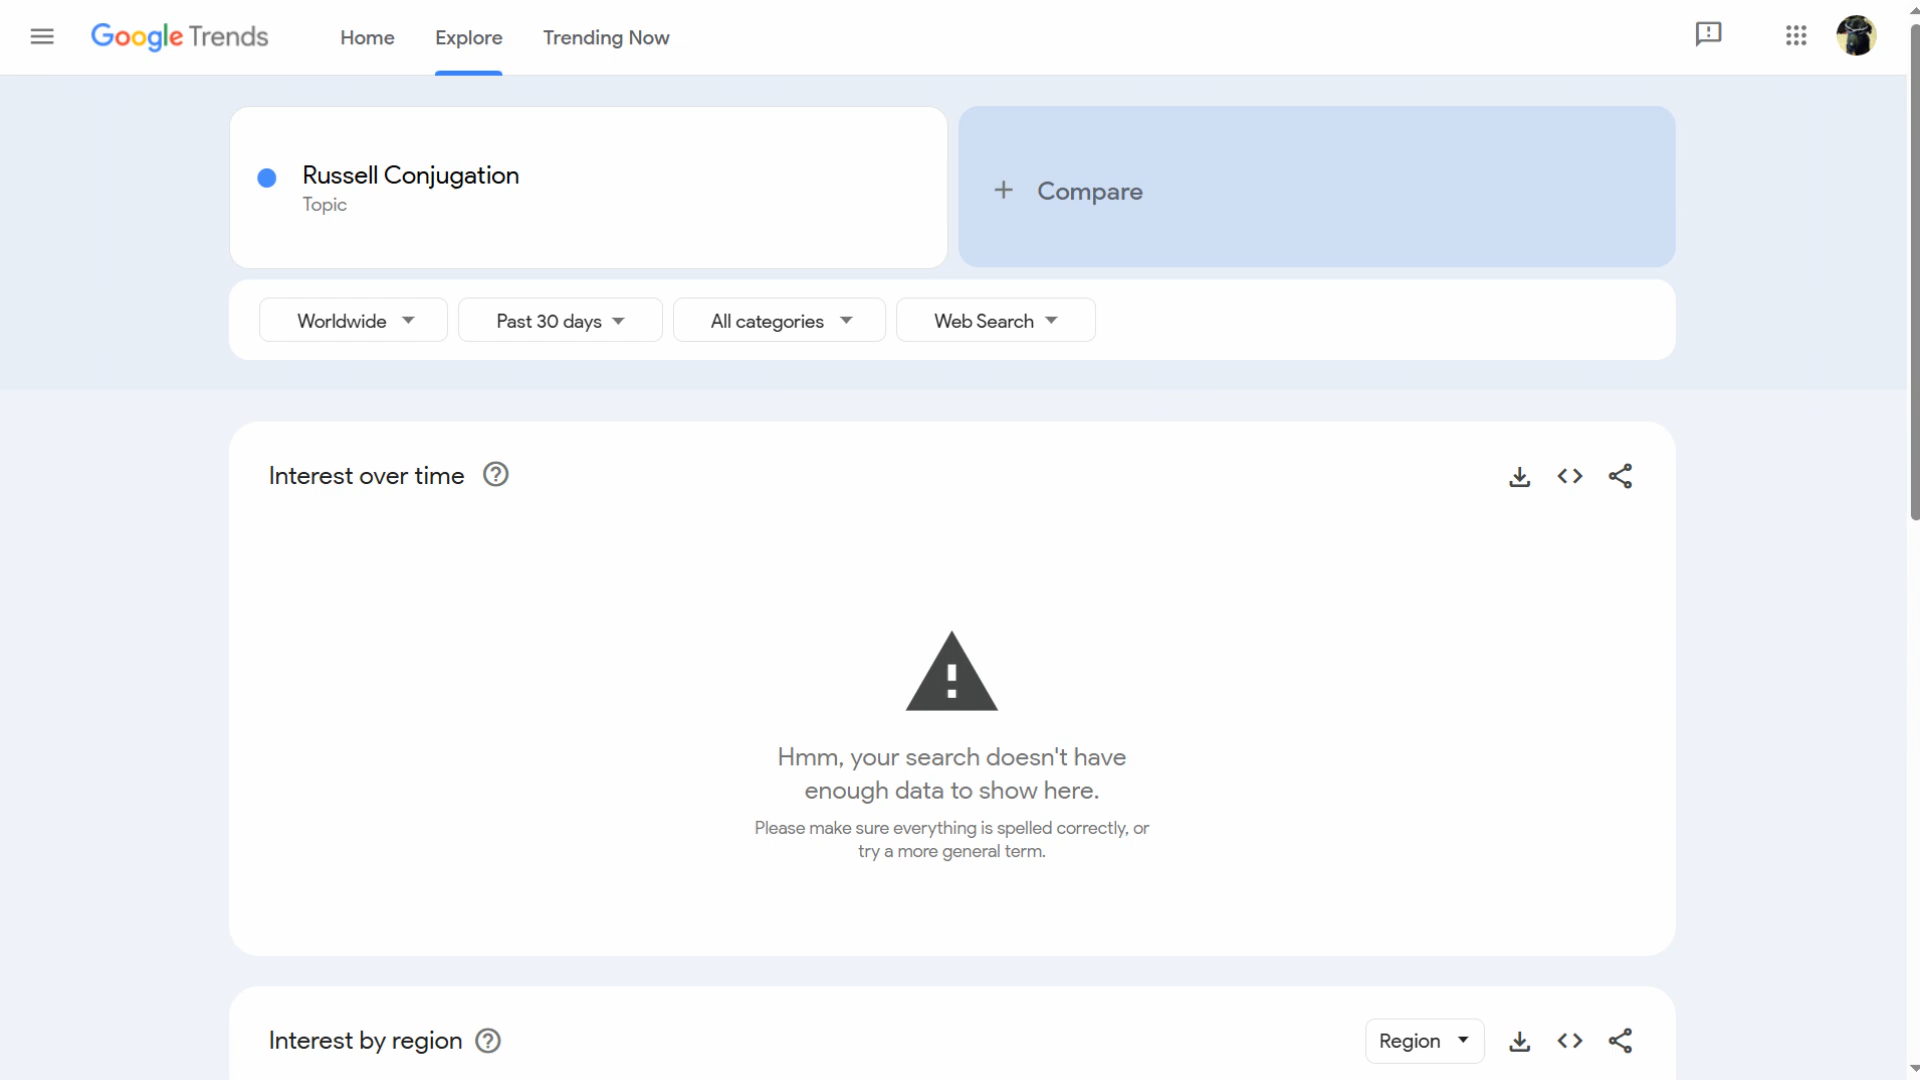 Google Trends
Home
Explore
Trending Now
Russell Conjugation
Topic
+ Compare
Worldwide
Past 30 days
All categories
Web Search
Interest over time
Hmm, your search doesn't have
enough data to show here.
Please make sure everything is spelled correctly, or
try a more general term.
Interest by region
Region